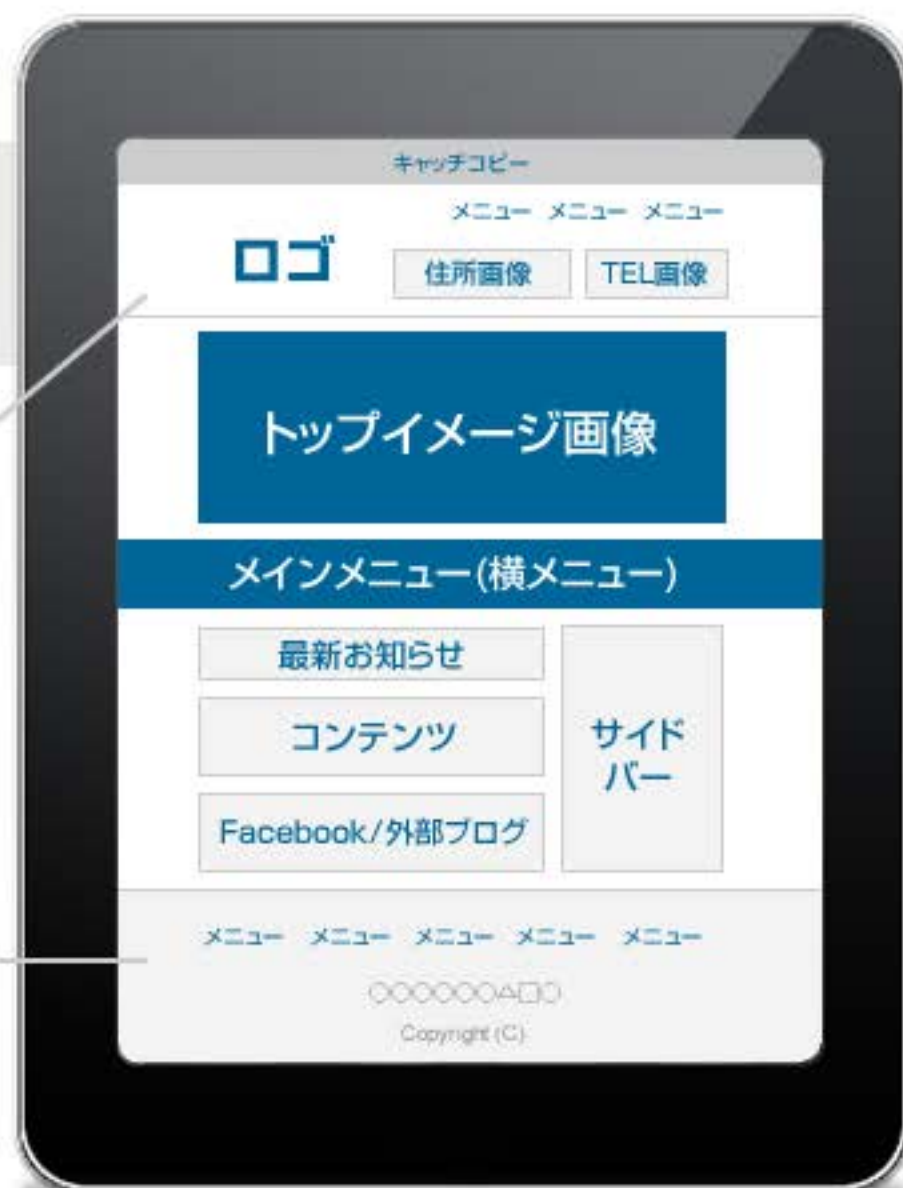 キャッチコピー
メニュー メニュー メニュー
ロゴ
住所画像 TEL画像
トップイメージ画像
メインメニュー(横メニュー)
最新お知らせ
コンテンツ
サイド
バー
Facebook/外部ブログ
メニュー メニュー メニュー メニュー メニュー
○○○○○○△□○
Copyright (C)